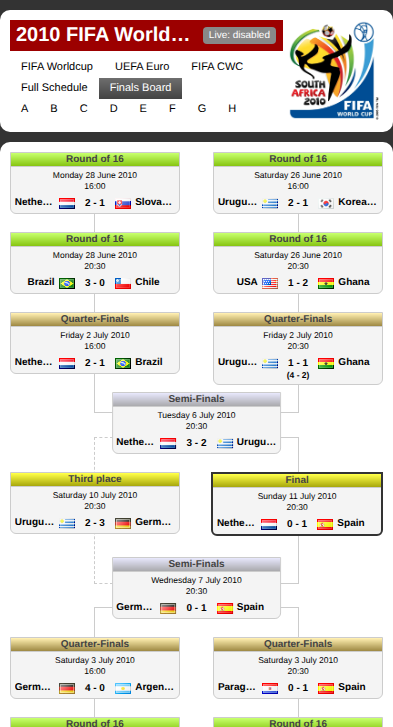 2010 FIFA World… Live: disabled
FIFA Worldcup UEFA Euro FIFA CWC
Full Schedule Finals Board
A B C D E F G H
SOUTH
AFRICA
2010
FIFA
WORLD CUP
Round of 16 Round of 16
Monday 28 June 2010 Saturday 26 June 2010
16:00 16:00
Nethe… 2 - 1 Slova… Urugu… 2 - 1 Korea…
Round of 16 Round of 16
Monday 28 June 2010 Saturday 26 June 2010
20:30 20:30
Brazil 3 - 0 Chile USA 1 - 2 Ghana
Quarter-Finals Quarter-Finals
Friday 2 July 2010 Friday 2 July 2010
16:00 20:30
Nethe… 2 - 1 Brazil Urugu… 1 - 1 Ghana
(4 - 2)
Semi-Finals
Tuesday 6 July 2010
20:30
Nethe… 3 - 2 Urugu…
Third place Final
Saturday 10 July 2010 Sunday 11 July 2010
20:30 20:30
Urugu… 2 - 3 Germ… Nethe… 0 - 1 Spain
Semi-Finals
Wednesday 7 July 2010
20:30
Germ… 0 - 1 Spain
Quarter-Finals Quarter-Finals
Saturday 3 July 2010 Saturday 3 July 2010
16:00 20:30
Germ… 4 - 0 Argen… Parag… 0 - 1 Spain
Round of 16 Round of 16